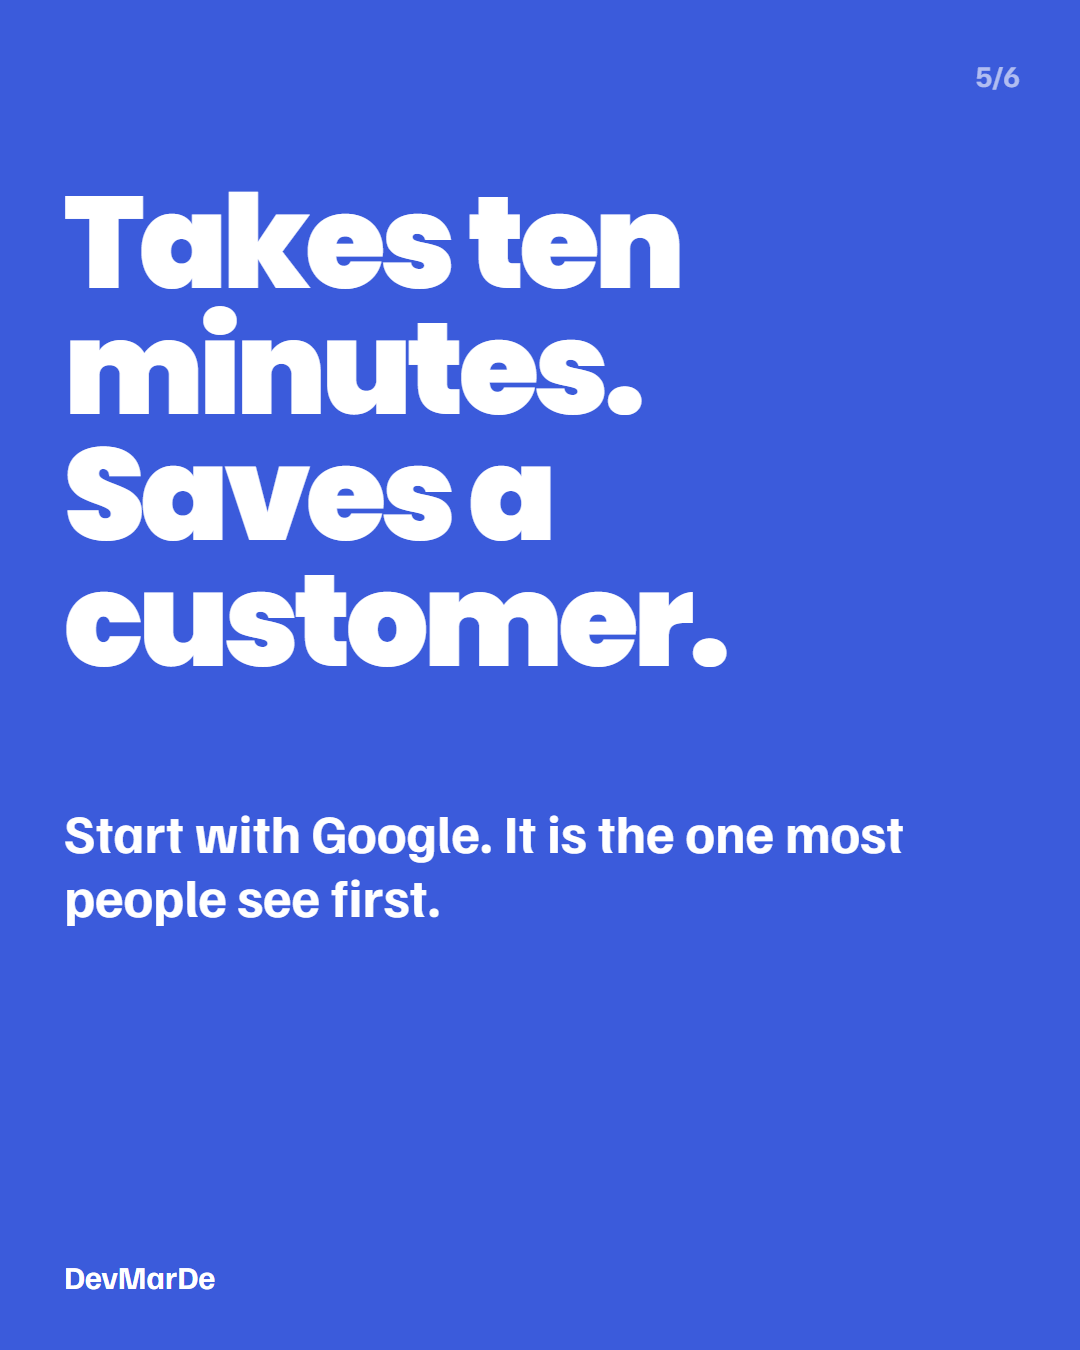 5/6
Takes ten
minutes.
Saves a
customer.
Start with Google. It is the one most
people see first.
DevMarDe